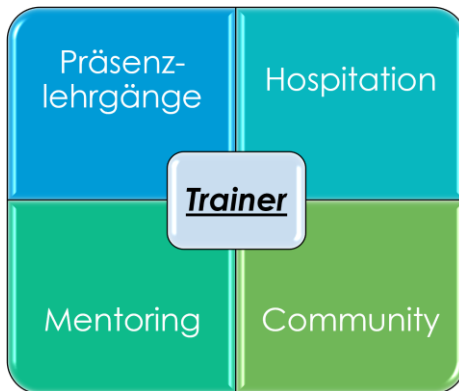 Präsenz-
lehrgänge
Hospitation
Trainer
Mentoring
Community